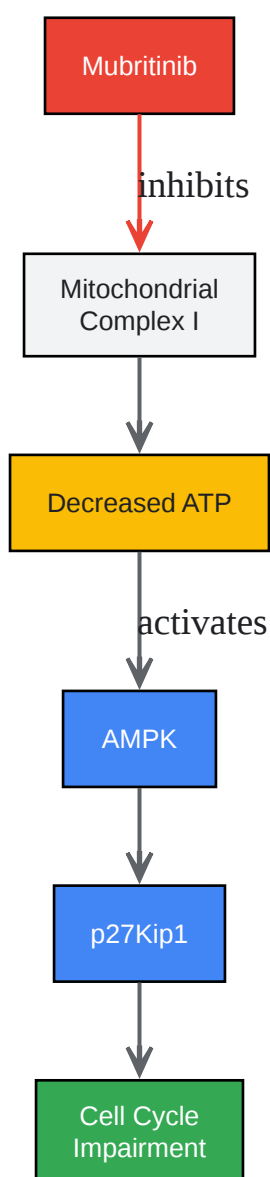 Mubritinib
inhibits
Mitochondrial
Complex I
Decreased ATP
activates
AMPK
p27Kip1
Cell Cycle
Impairment